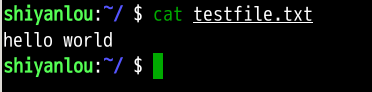 shiyanlou:~/ $ cat testfile.txt
hello world
shiyanlou:~/ $